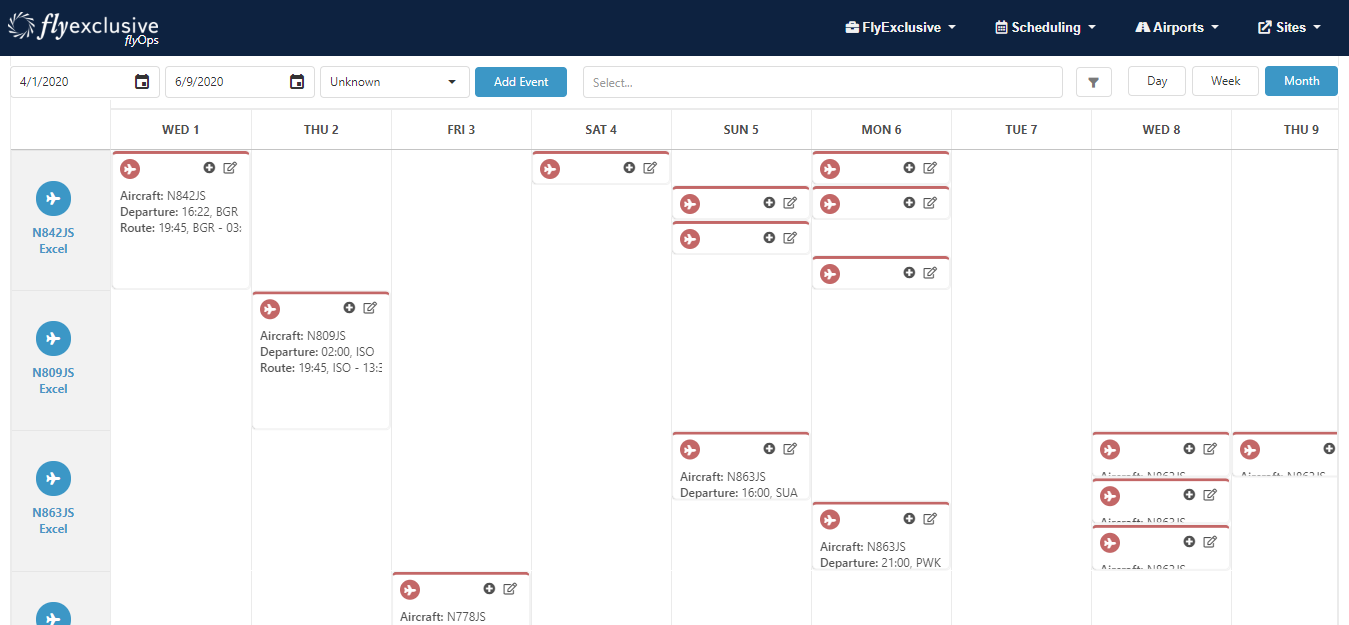 flyexclusive
flyOps
FlyExclusive
Scheduling
Airports
Sites
4/1/2020
6/9/2020
Unknown
Add Event
Select...
Day
Week
Month
WED 1
THU 2
FRI 3
SAT 4
SUN 5
MON 6
TUE 7
WED 8
THU 9
N842JS
Excel
Aircraft: N842JS
Departure: 16:22, BGR
Route: 19:45, BGR - 03:
N809JS
Excel
Aircraft: N809JS
Departure: 02:00, ISO
Route: 19:45, ISO - 13:3
N863JS
Excel
Aircraft: N863JS
Departure: 16:00, SUA
Aircraft: N863JS
Departure: 21:00, PWK
Aircraft: N863JS
Aircraft: N863JS
Aircraft: N863JS
Aircraft: N863JS
Aircraft: N778JS